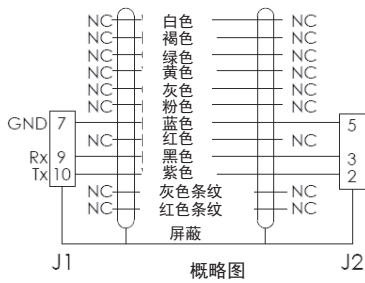 NC 白色 NC
NC 褐色 NC
NC 绿色 NC
NC 黄色 NC
NC 灰色 NC
NC 粉色 NC
GND 7 蓝色 5
NC 红色 NC
Rx 9 黑色 3
Tx 10 紫色 2
NC 灰色条纹 NC
NC 红色条纹 NC
屏蔽
J1 概略图 J2